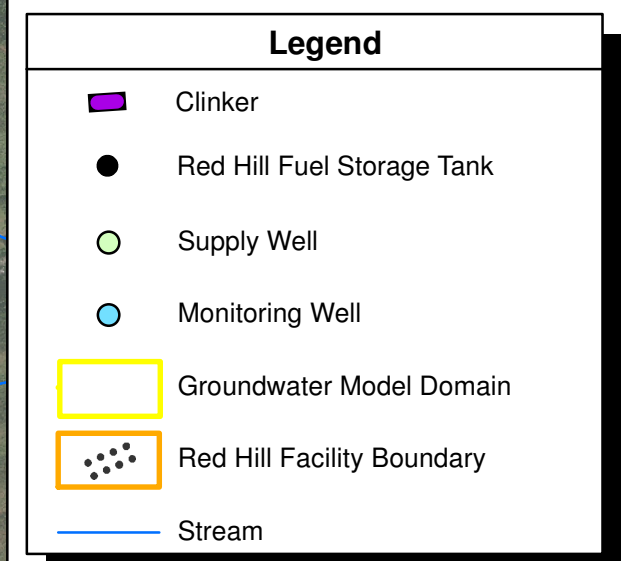 Legend
Clinker
Red Hill Fuel Storage Tank
Supply Well
Monitoring Well
Groundwater Model Domain
Red Hill Facility Boundary
Stream